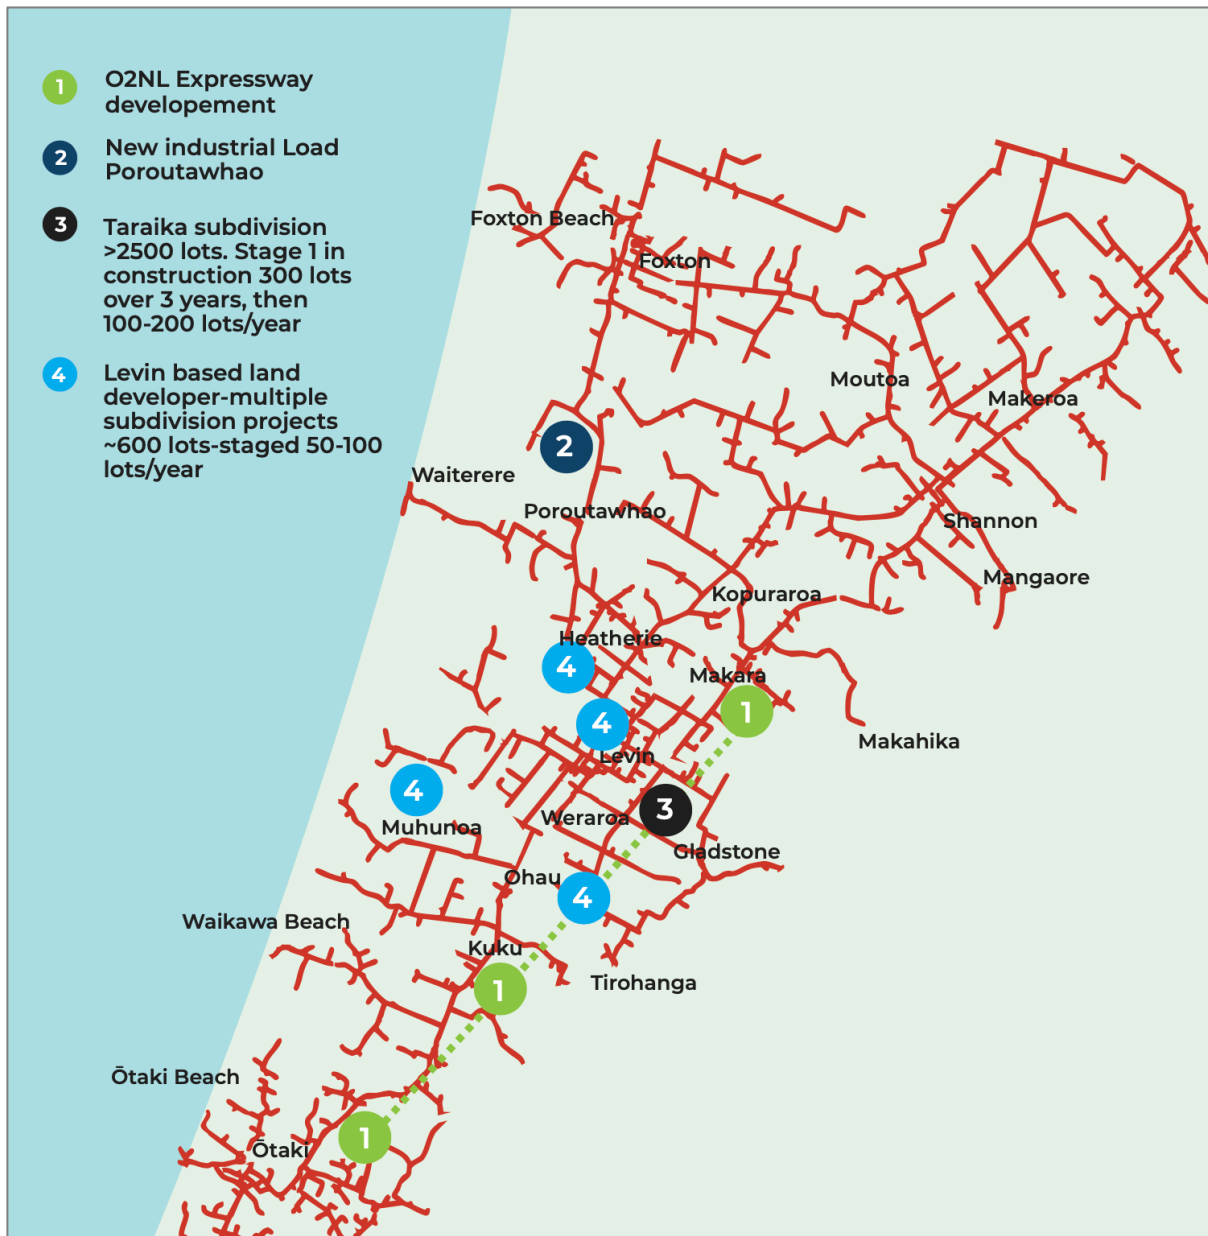 1
O2NL Expressway
developement
2
New industrial Load
Poroutawhao
3
Taraika subdivision
>2500 lots. Stage 1 in
construction 300 lots
over 3 years, then
100-200 lots/year
4
Levin based land
developer-multiple
subdivision projects
~600 lots-staged 50-100
lots/year
Foxton Beach
Foxton
Moutoa
Makeroa
2
Waiterere
Poroutawhao
Shannon
Mangaore
Kopuraroa
Heatherie
4
Makara
1
4
Makahika
Levin
4
3
Weraroa
Muhunoa
Gladstone
Ohau
4
Waikawa Beach
Kuku
Tirohanga
1
Ōtaki Beach
1
Ōtaki